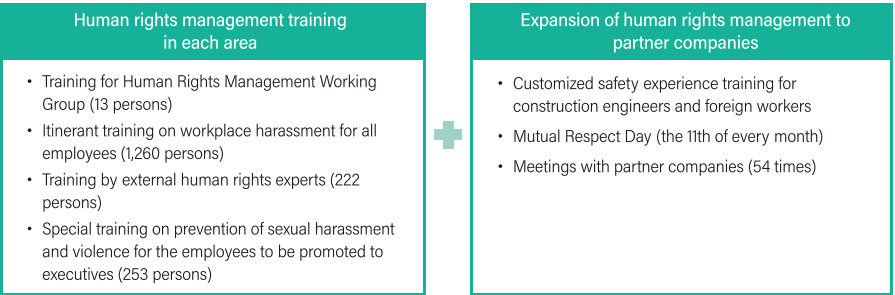 Human rights management training
in each area
• Training for Human Rights Management Working
Group (13 persons)
• Itinerant training on workplace harassment for all
employees (1,260 persons)
• Training by external human rights experts (222
persons)
• Special training on prevention of sexual harassment
and violence for the employees to be promoted to
executives (253 persons)
Expansion of human rights management to
partner companies
• Customized safety experience training for
construction engineers and foreign workers
• Mutual Respect Day (the 11th of every month)
• Meetings with partner companies (54 times)